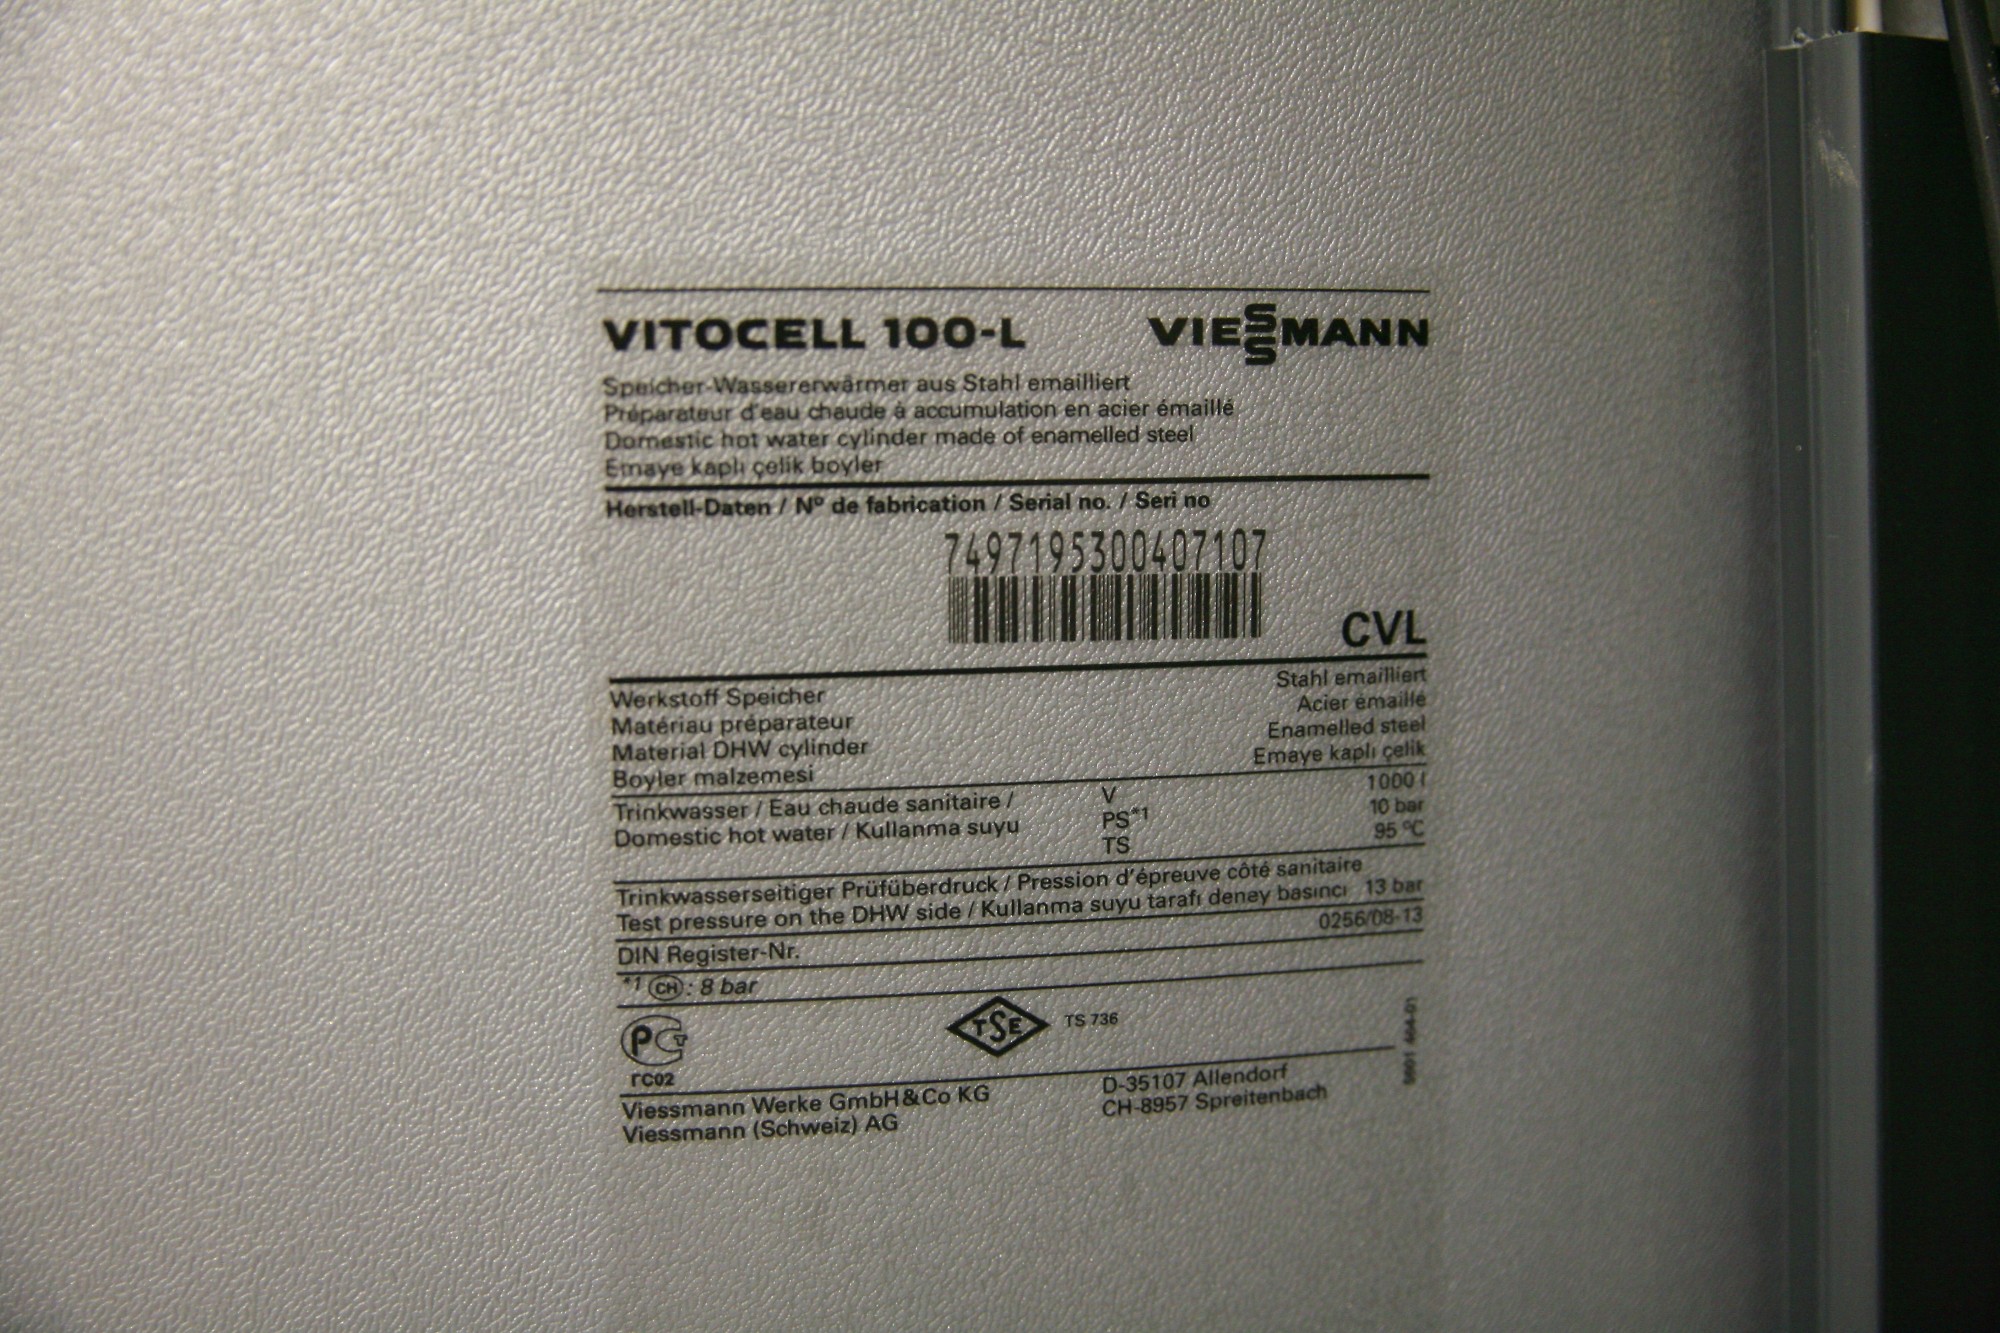 VITOCELL 100-L VIESSMANN
Speicher-Wassererwärmer aus Stahl emailliert
Préparateur d'eau chaude à accumulation en acier émaillé
Domestic hot water cylinder made of enamelled steel
Emaye kaplı çelik boyler
Herstell-Daten / Nº de fabrication / Serial no. / Seri no
7497195300407107
CVL
Werkstoff Speicher Stahl emailliert
Matériau préparateur Acier émaillé
Material DHW cylinder Enamelled steel
Boyler malzemesi Emaye kaplı çelik
Trinkwasser / Eau chaude sanitaire / V 1000 l
Domestic hot water / Kullanma suyu PS*1 10 bar
TS 95 ºC
Trinkwasserseitiger Prüfüberdruck / Pression d'épreuve côté sanitaire
Test pressure on the DHW side / Kullanma suyu tarafı deney basıncı 13 bar
DIN Register-Nr. 0256/08-13
*1 CH: 8 bar
PCT
TSE TS 736
ГС02
Viessmann Werke GmbH&Co KG D-35107 Allendorf
Viessmann (Schweiz) AG CH-8957 Spreitenbach